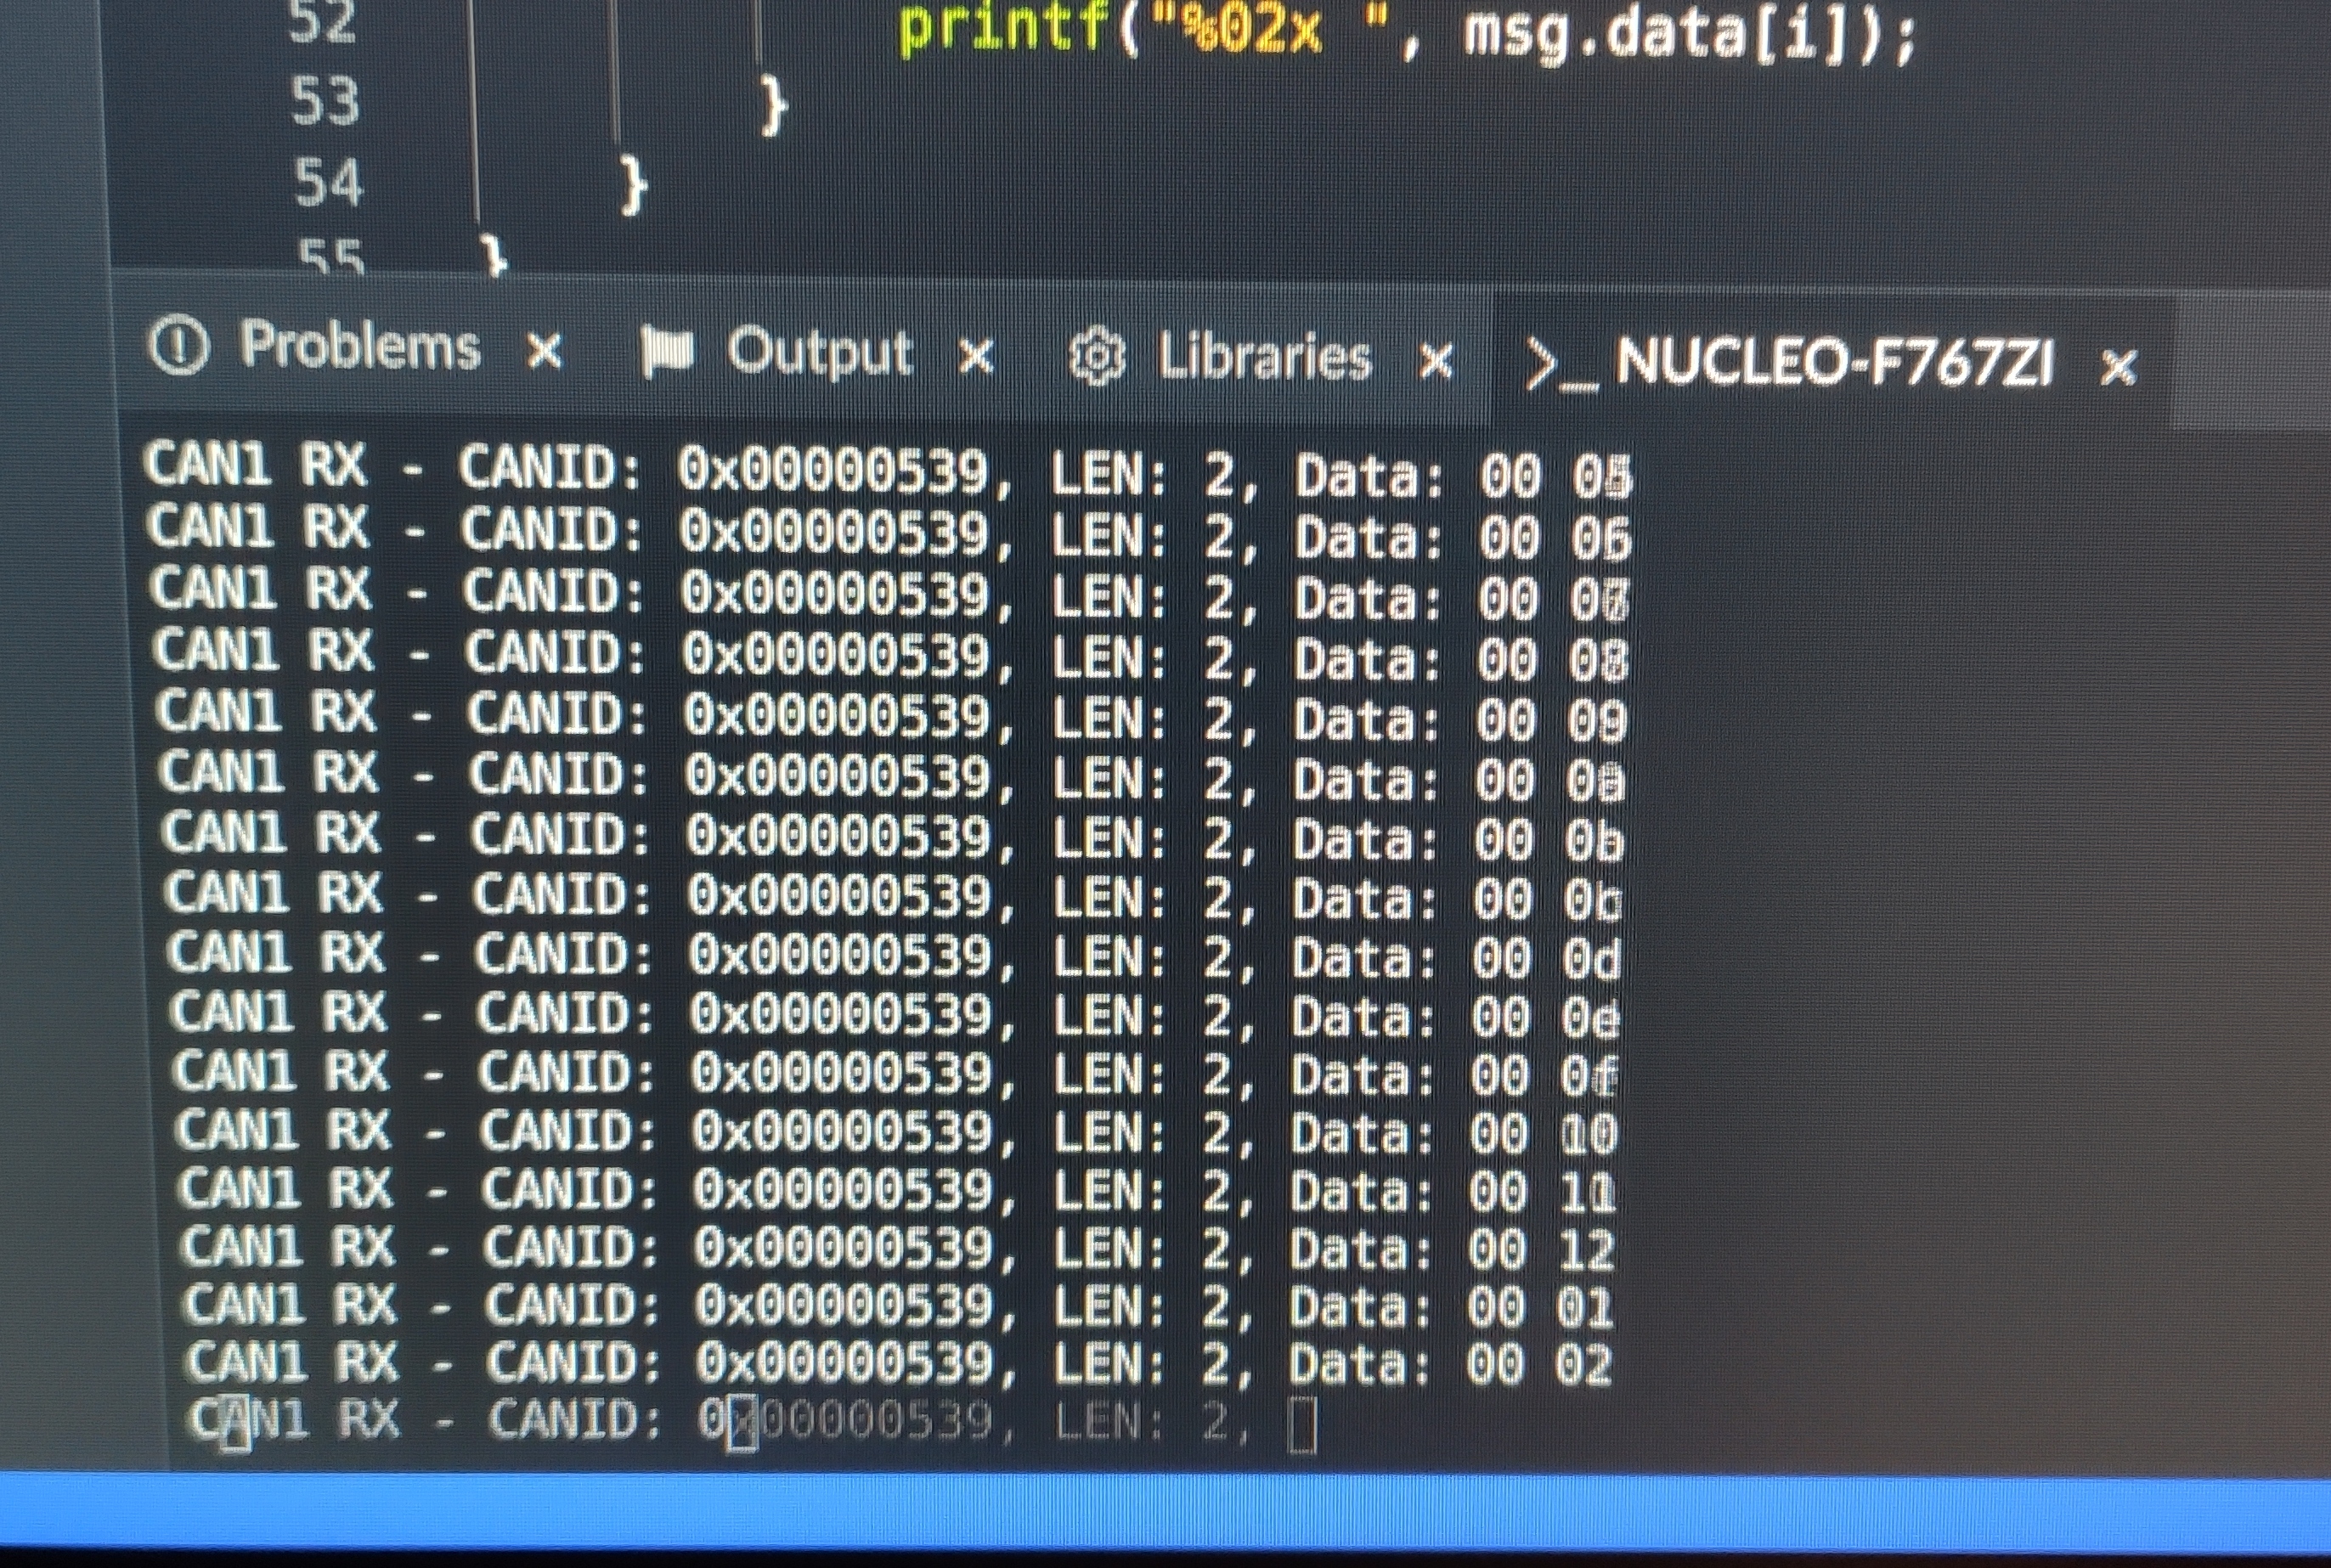 52 printf("%02x ", msg.data[i]);
53 }
54 }
55 }
Problems × Output × Libraries × >_ NUCLEO-F767ZI ×
CAN1 RX - CANID: 0x00000539, LEN: 2, Data: 00 05
CAN1 RX - CANID: 0x00000539, LEN: 2, Data: 00 06
CAN1 RX - CANID: 0x00000539, LEN: 2, Data: 00 07
CAN1 RX - CANID: 0x00000539, LEN: 2, Data: 00 08
CAN1 RX - CANID: 0x00000539, LEN: 2, Data: 00 09
CAN1 RX - CANID: 0x00000539, LEN: 2, Data: 00 0a
CAN1 RX - CANID: 0x00000539, LEN: 2, Data: 00 0b
CAN1 RX - CANID: 0x00000539, LEN: 2, Data: 00
CAN1 RX - CANID: 0x00000539, LEN: 2, Data: 00 0d
CAN1 RX - CANID: 0x00000539, LEN: 2, Data: 00 0e
CAN1 RX - CANID: 0x00000539, LEN: 2, Data: 00 0f
CAN1 RX - CANID: 0x00000539, LEN: 2, Data: 00 10
CAN1 RX - CANID: 0x00000539, LEN: 2, Data: 00 11
CAN1 RX - CANID: 0x00000539, LEN: 2, Data: 00 12
CAN1 RX - CANID: 0x00000539, LEN: 2, Data: 00 01
CAN1 RX - CANID: 0x00000539, LEN: 2, Data: 00 02
CAN1 RX - CANID: 0x00000539, LEN: 2,